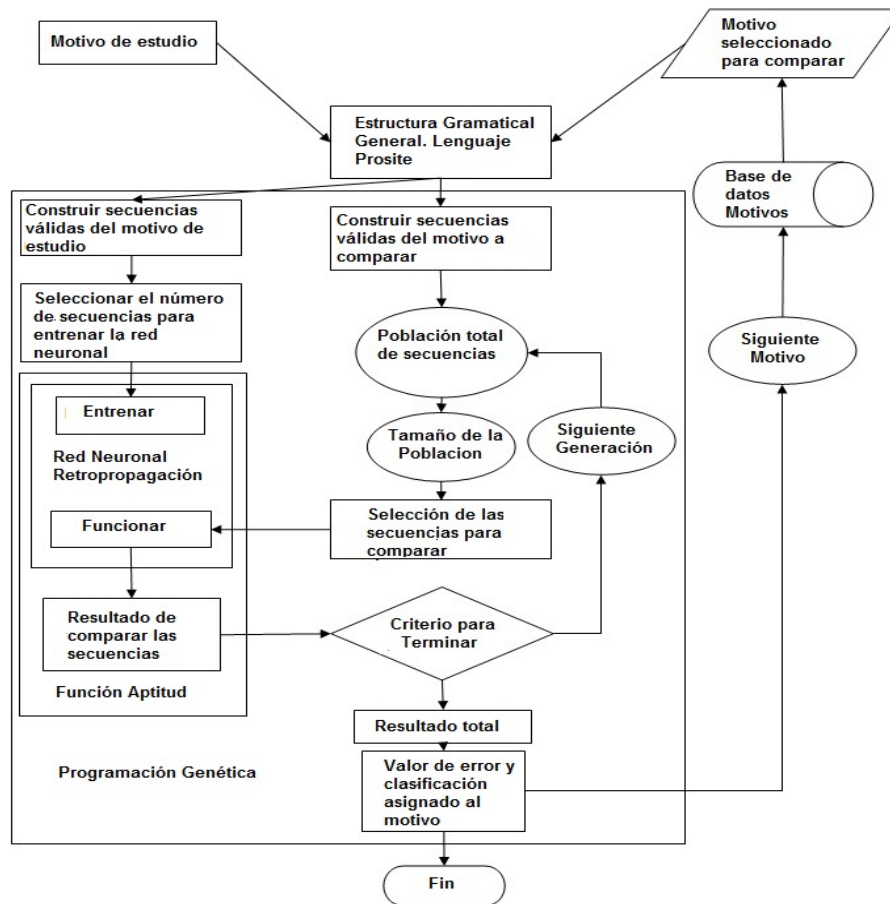 Motivo de estudio
Motivo
seleccionado
para comparar
Estructura Gramatical
General. Lenguaje
Prosite
Base de
datos
Motivos
Construir secuencias
válidas del motivo de
estudio
Construir secuencias
válidas del motivo a
comparar
Seleccionar el número
de secuencias para
entrenar la red
neuronal
Población total
de secuencias
Siguiente
Motivo
Entrenar
Tamaño de la
Poblacion
Siguiente
Generación
Red Neuronal
Retropropagación
Funcionar
Selección de las
secuencias para
comparar
Resultado de
comparar las
secuencias
Criterio para
Terminar
Función Aptitud
Resultado total
Programación Genética
Valor de error y
clasificación
asignado al
motivo
Fin